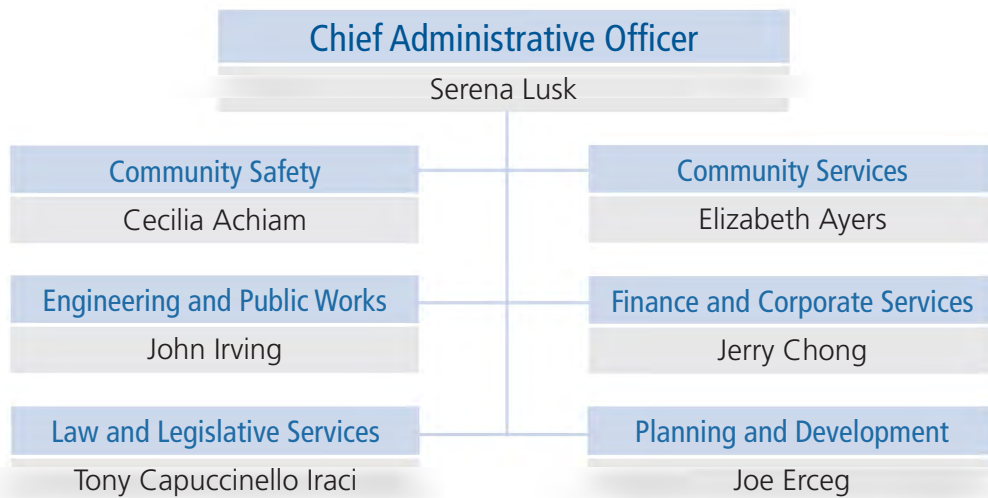 Chief Administrative Officer
Serena Lusk
Community Safety
Cecilia Achiam
Community Services
Elizabeth Ayers
Engineering and Public Works
John Irving
Finance and Corporate Services
Jerry Chong
Law and Legislative Services
Tony Capuccinello Iraci
Planning and Development
Joe Erceg